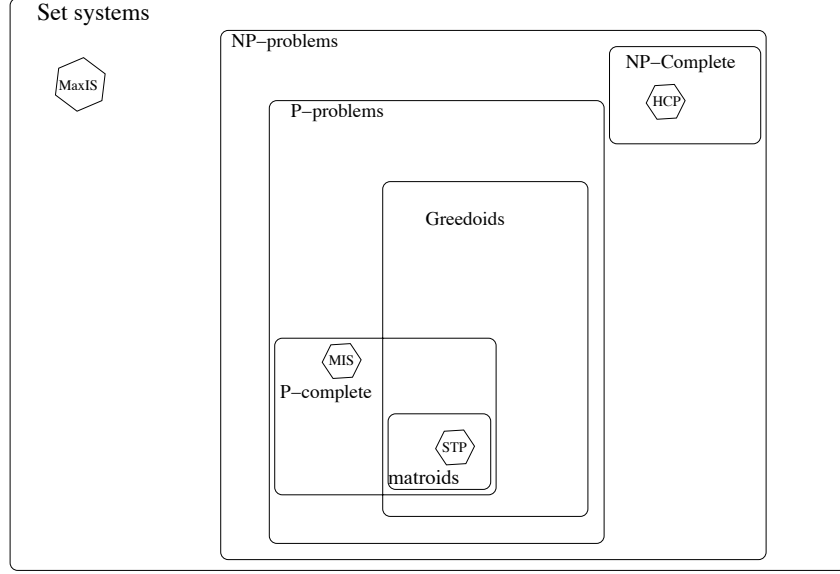 Set systems
NP–problems
NP–Complete
MaxIS
HCP
P–problems
Greedoids
MIS
P–complete
STP
matroids